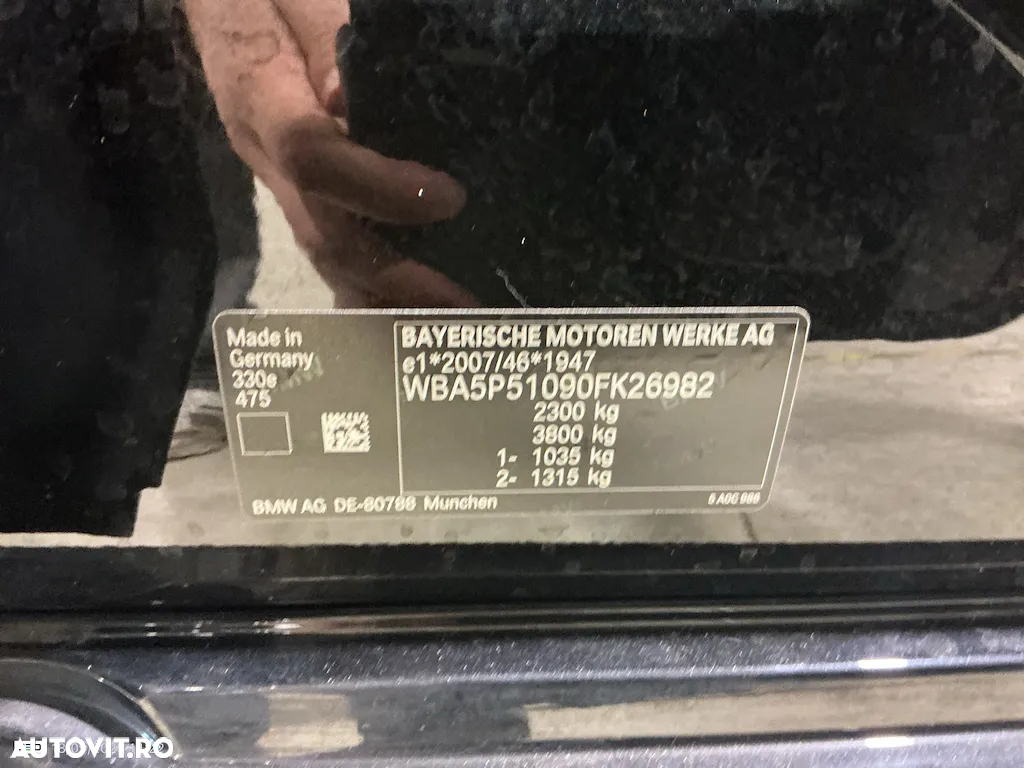 Made in
Germany
330e
475
BAYERISCHE MOTOREN WERKE AG
e1*2007/46*1947
WBA5P51090FK26982
2300 kg
3800 kg
1- 1035 kg
2- 1315 kg
BMW AG DE-80788 München
AUTOVIT.RO